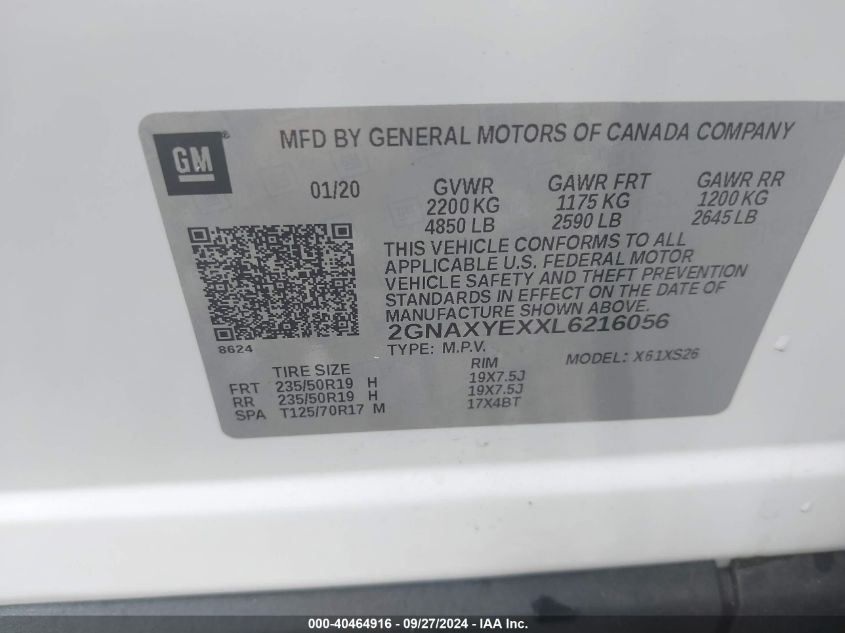 GM®
MFD BY GENERAL MOTORS OF CANADA COMPANY
01/20
GVWR
2200 KG
4850 LB
GAWR FRT
1175 KG
2590 LB
GAWR RR
1200 KG
2645 LB
THIS VEHICLE CONFORMS TO ALL
APPLICABLE U.S. FEDERAL MOTOR
VEHICLE SAFETY AND THEFT PREVENTION
STANDARDS IN EFFECT ON THE DATE OF
MANUFACTURE SHOWN ABOVE.
2GNAXYEXXL6216056
8624
TYPE: M.P.V.
MODEL: X61XS26
TIRE SIZE
RIM
FRT 235/50R19 H 19X7.5J
RR 235/50R19 H 19X7.5J
SPA T125/70R17 M 17X4BT
000-40464916 - 09/27/2024 - IAA Inc.